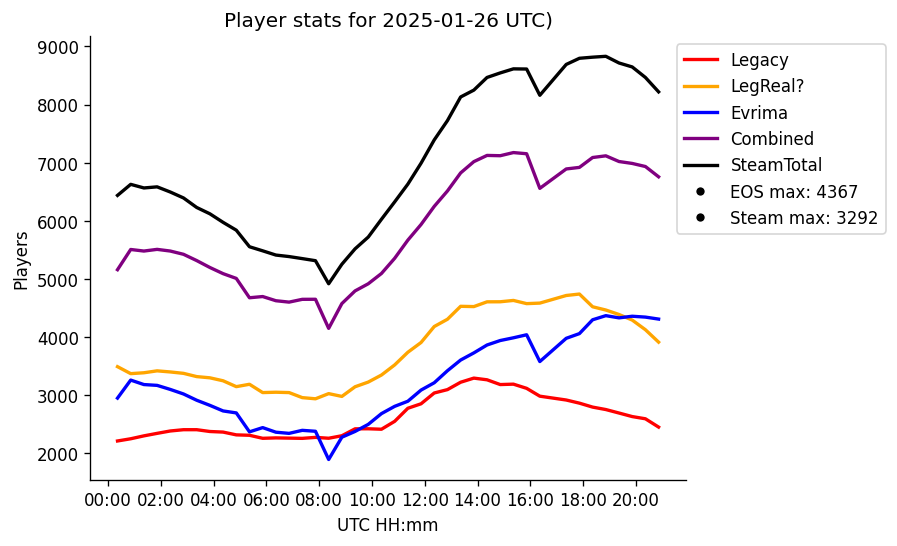 Player stats for 2025-01-26 UTC)
9000
8000
7000
6000
5000
4000
3000
2000
Players
00:00 02:00 04:00 06:00 08:00 10:00 12:00 14:00 16:00 18:00 20:00
UTC HH:mm
Legacy
LegReal?
Evrima
Combined
SteamTotal
EOS max: 4367
Steam max: 3292